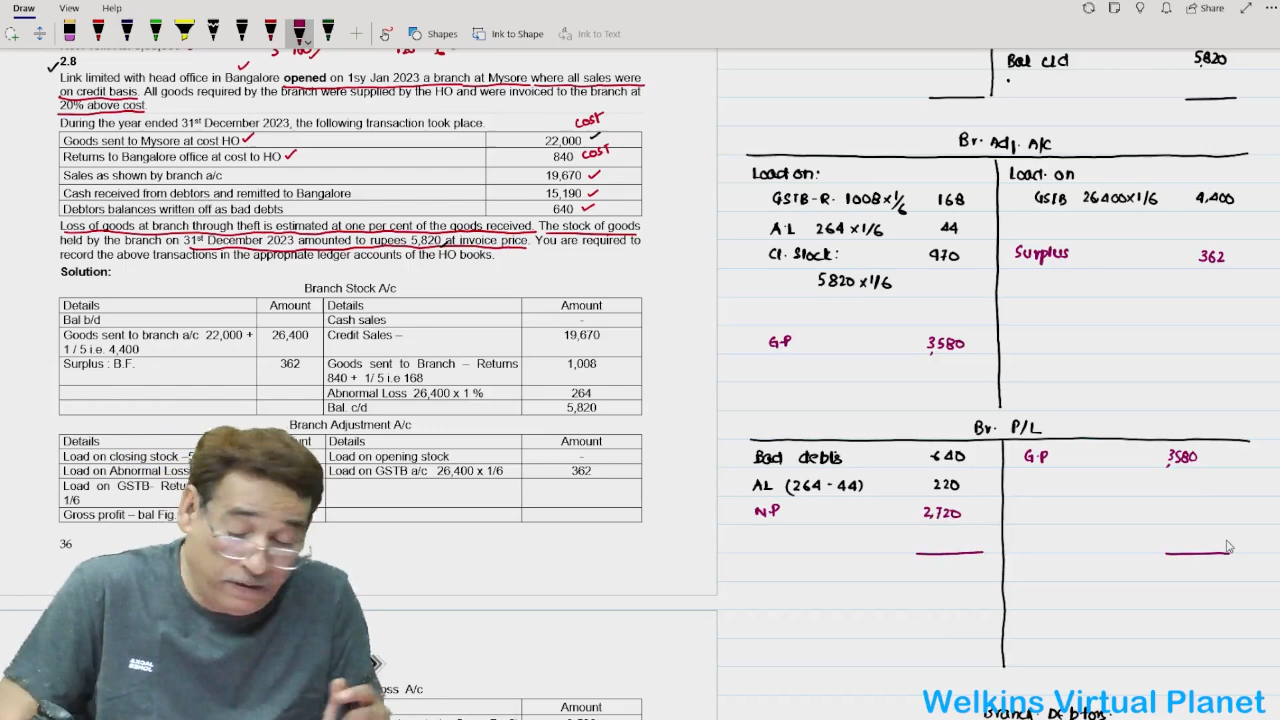 Draw View Help
Share
Shapes
Ink to Shape
Ink to Text
2.8
Link limited with head office in Bangalore opened on 1sy Jan 2023 a branch at Mysore where all sales were
on credit basis. All goods required by the branch were supplied by the HO and were invoiced to the branch at
20% above cost.
During the year ended 31st December 2023, the following transaction took place.
cost
Goods sent to Mysore at cost HO 22,000
Returns to Bangalore office at cost to HO 840 cost
Sales as shown by branch a/c 19,670
Cash received from debtors and remitted to Bangalore 15,190
Debtors balances written off as bad debts 640
Loss of goods at branch through theft is estimated at one per cent of the goods received. The stock of goods
held by the branch on 31st December 2023 amounted to rupees 5,820 at invoice price. You are required to
record the above transactions in the appropriate ledger accounts of the HO books.
Solution:
Branch Stock A/c
Details Amount Details Amount
Bal b/d Cash sales -
Goods sent to branch a/c 22,000 + 26,400 Credit Sales – 19,670
1 / 5 i.e. 4,400
Surplus : B.F. 362 Goods sent to Branch – Returns 1,008
840 + 1/ 5 i.e 168
Abnormal Loss 26,400 x 1 % 264
Bal. c/d 5,820
Branch Adjustment A/c
Details Details Amount
Load on closing stock Load on opening stock -
Load on Abnormal Loss Load on GSTB a/c 26,400 x 1/6 362
Load on GSTB- Retu
1/6
Gross profit – bal Fig.
36
A/c
Amount
Bal c/d 5,820
Br. Adj. A/c
Load on: Load on
GSTB-R. 1008 x 1/6 168 GSTB 26400 x 1/6 4,400
A.L 264 x 1/6 44
Cl. Stock: 970 Surplus 362
5820 x 1/6
G.P 3,580
Br. P/L
Bad debts 640 G.P 3,580
AL (264 - 44) 220
N.P 2,720
Branch Debtors
Welkins Virtual Planet